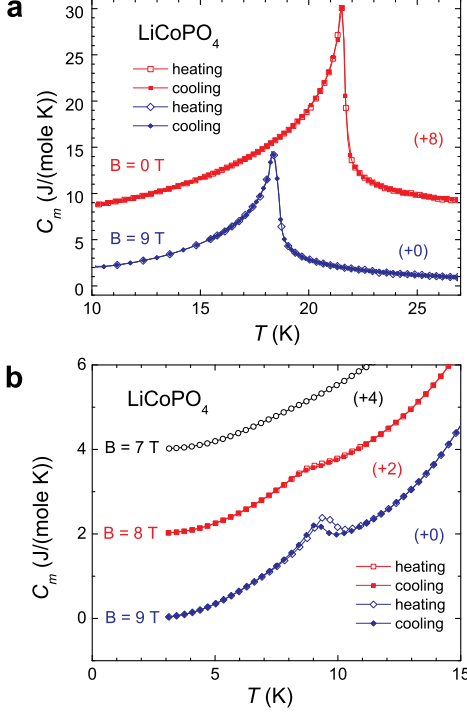 a
LiCoPO₄
heating
cooling
heating
cooling
B = 0 T
(+8)
B = 9 T
(+0)
30
25
20
15
10
5
0
Cₘ (J/(mole K))
10 15 20 25
T (K)
b
LiCoPO₄
(+4)
B = 7 T
(+2)
B = 8 T
(+0)
heating
cooling
heating
cooling
B = 9 T
6
4
2
0
Cₘ (J/(mole K))
0 5 10 15
T (K)